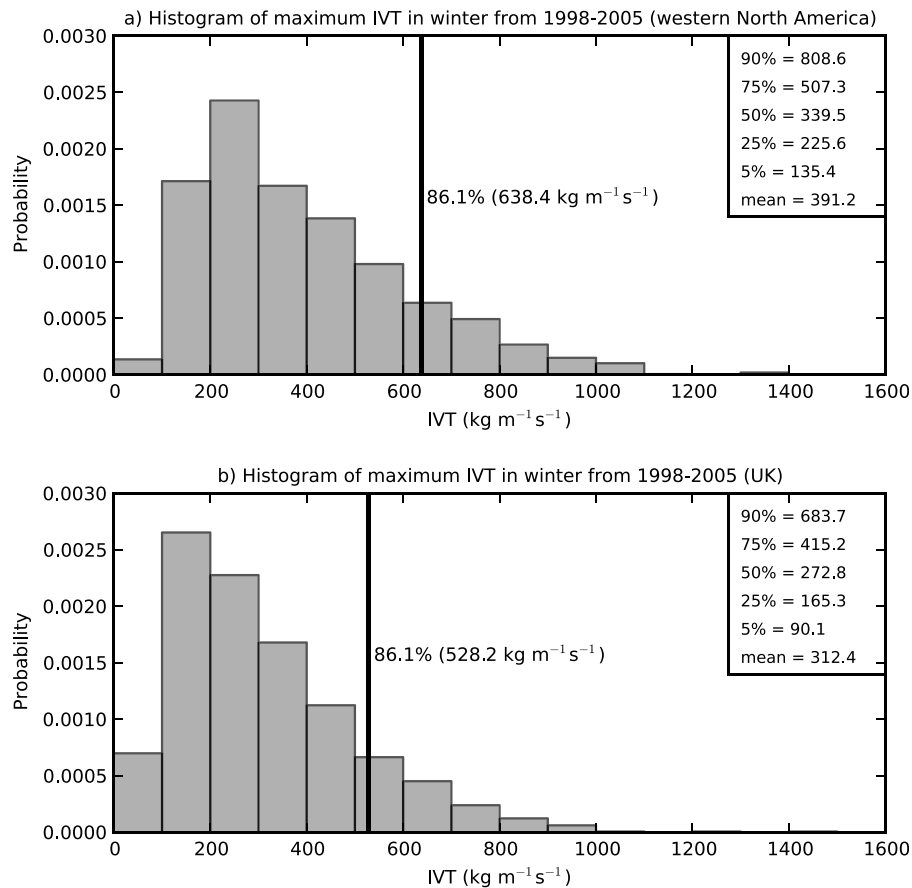 a) Histogram of maximum IVT in winter from 1998-2005 (western North America)
0.0030
0.0025
0.0020
0.0015
0.0010
0.0005
0.0000
Probability
90% = 808.6
75% = 507.3
50% = 339.5
25% = 225.6
5% = 135.4
mean = 391.2
86.1% (638.4 kg m⁻¹s⁻¹)
0 200 400 600 800 1000 1200 1400 1600
IVT (kg m⁻¹s⁻¹)
b) Histogram of maximum IVT in winter from 1998-2005 (UK)
0.0030
0.0025
0.0020
0.0015
0.0010
0.0005
0.0000
Probability
90% = 683.7
75% = 415.2
50% = 272.8
25% = 165.3
5% = 90.1
mean = 312.4
86.1% (528.2 kg m⁻¹s⁻¹)
0 200 400 600 800 1000 1200 1400 1600
IVT (kg m⁻¹s⁻¹)